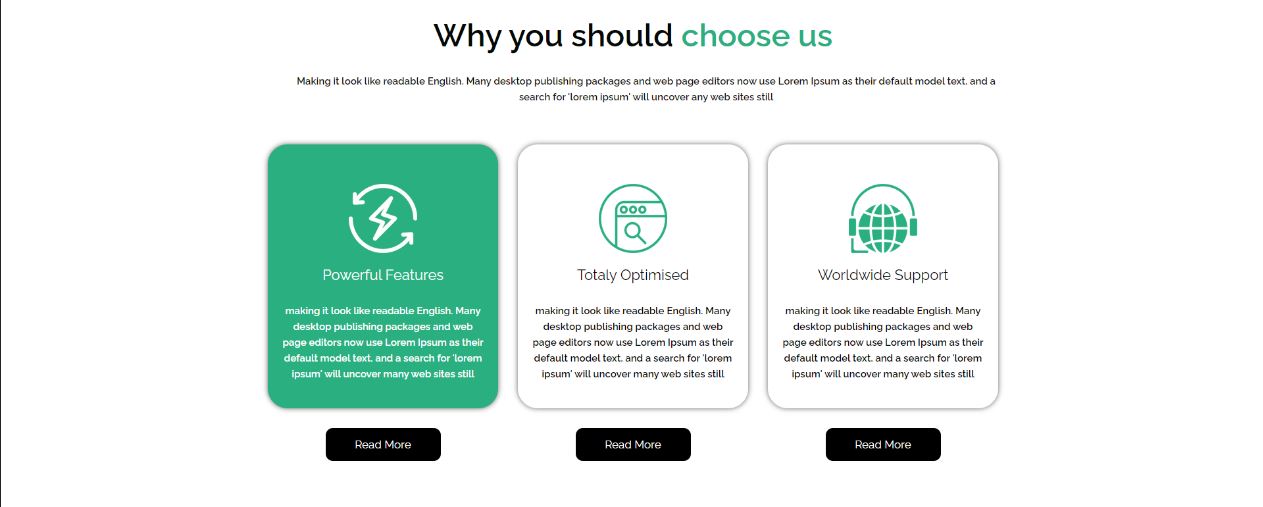 Why you should choose us
Making it look like readable English. Many desktop publishing packages and web page editors now use Lorem Ipsum as their default model text, and a
search for 'lorem ipsum' will uncover any web sites still
Powerful Features
making it look like readable English. Many
desktop publishing packages and web
page editors now use Lorem Ipsum as their
default model text, and a search for 'lorem
ipsum' will uncover many web sites still
Read More
Totaly Optimised
making it look like readable English. Many
desktop publishing packages and web
page editors now use Lorem Ipsum as their
default model text, and a search for 'lorem
ipsum' will uncover many web sites still
Read More
Worldwide Support
making it look like readable English. Many
desktop publishing packages and web
page editors now use Lorem Ipsum as their
default model text, and a search for 'lorem
ipsum' will uncover many web sites still
Read More